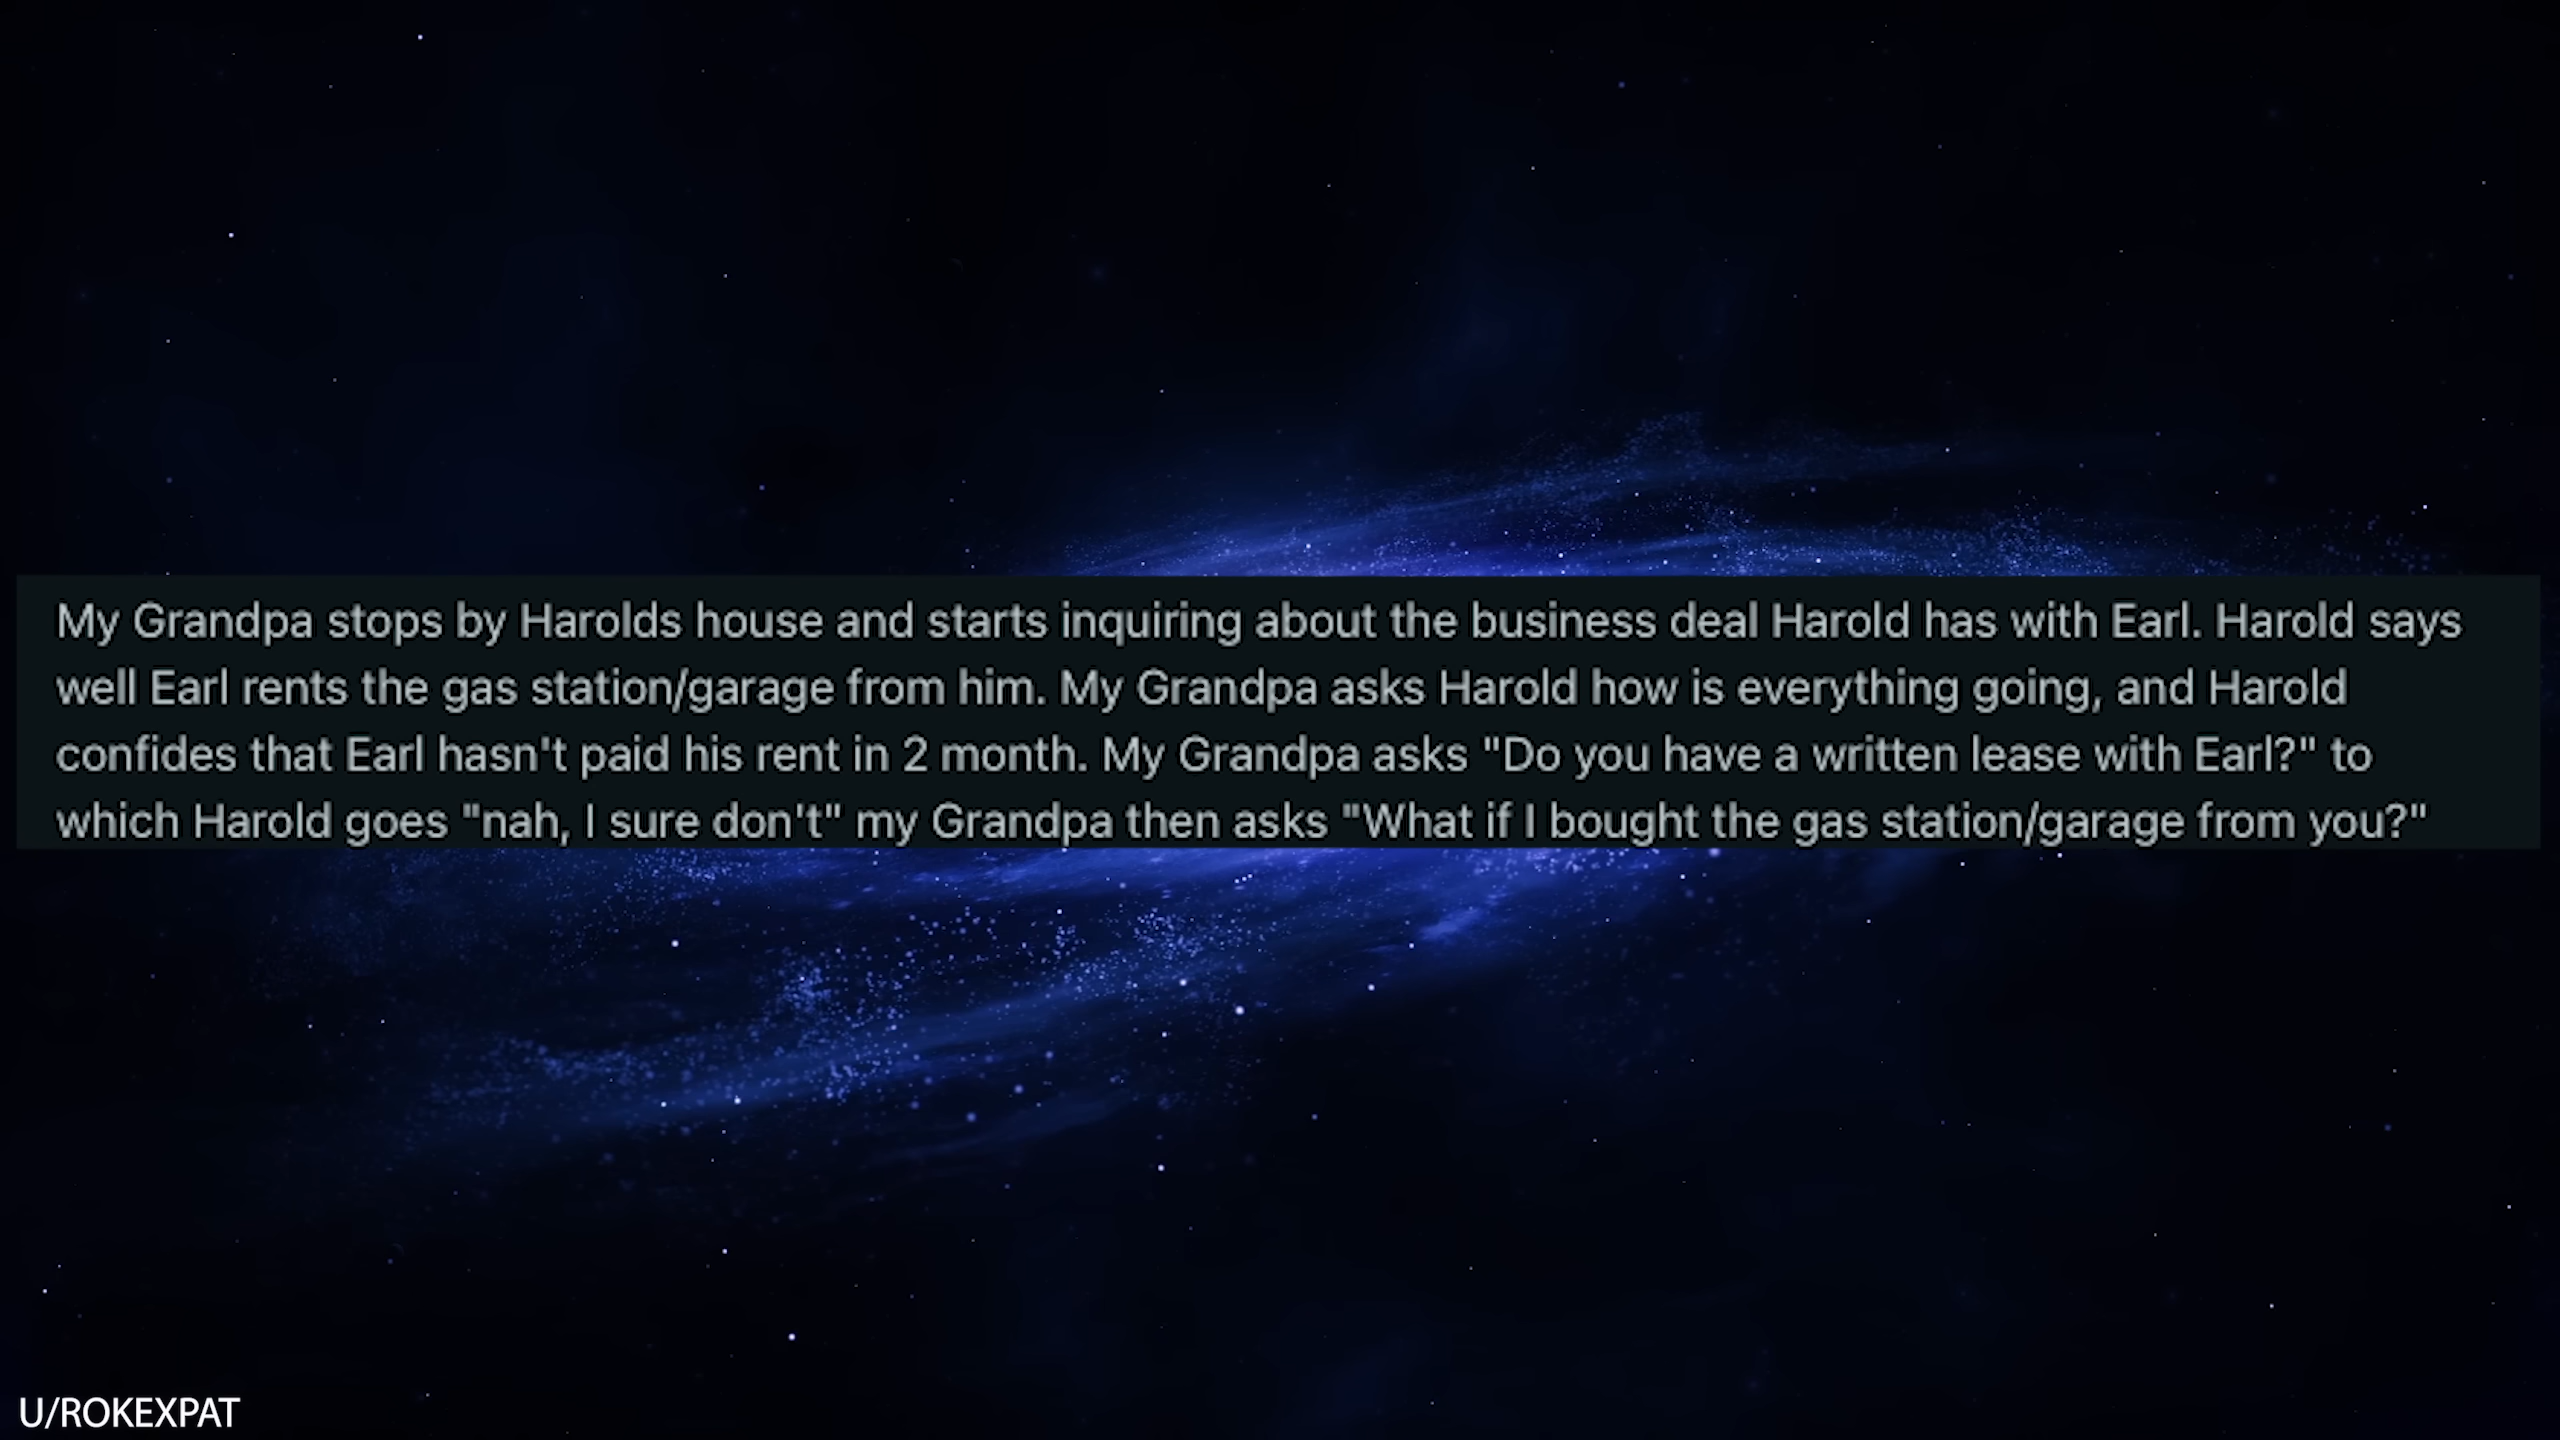 My Grandpa stops by Harolds house and starts inquiring about the business deal Harold has with Earl. Harold says
well Earl rents the gas station/garage from him. My Grandpa asks Harold how is everything going, and Harold
confides that Earl hasn't paid his rent in 2 month. My Grandpa asks "Do you have a written lease with Earl?" to
which Harold goes "nah, I sure don't" my Grandpa then asks "What if I bought the gas station/garage from you?"
U/ROKEXPAT